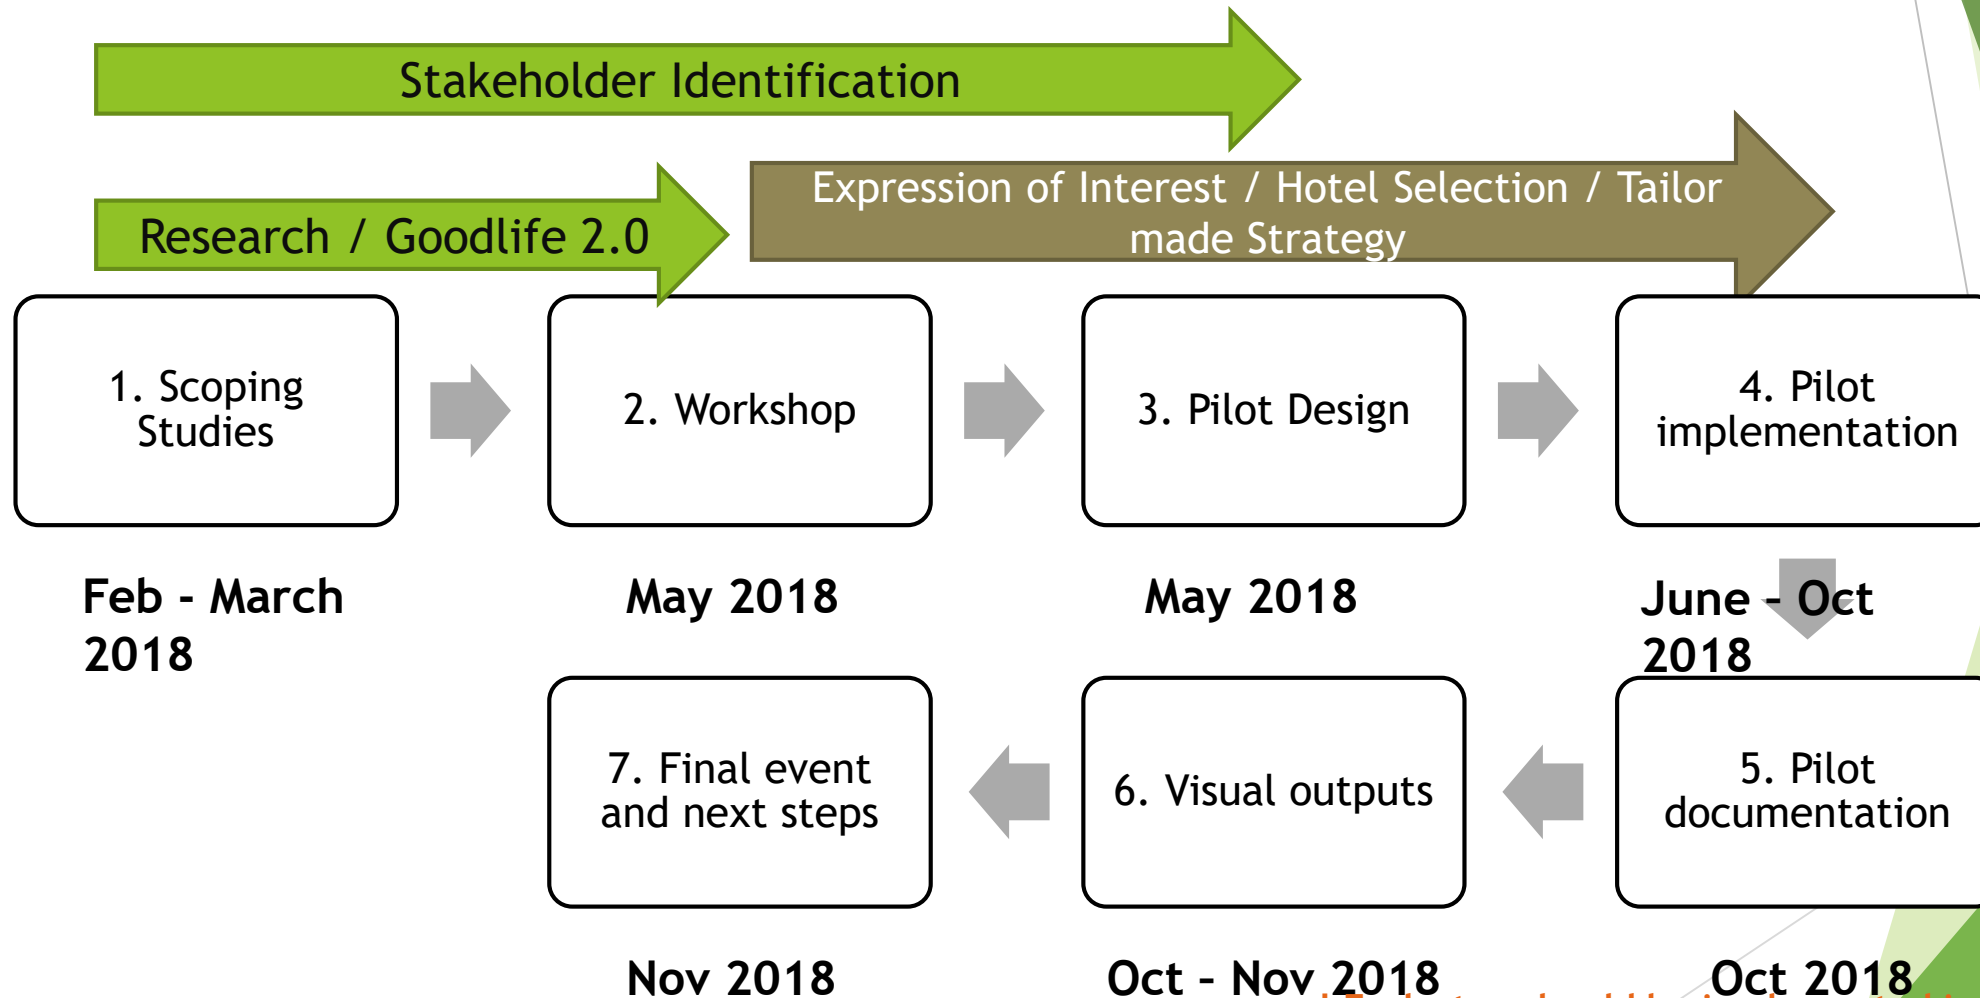 Stakeholder Identification
Expression of Interest / Hotel Selection / Tailor
made Strategy
Research / Goodlife 2.0
1. Scoping
Studies
2. Workshop
3. Pilot Design
4. Pilot
implementation
Feb - March
2018
May 2018
May 2018
June - Oct
2018
7. Final event
and next steps
6. Visual outputs
5. Pilot
documentation
Nov 2018
Oct – Nov 2018
Oct 2018